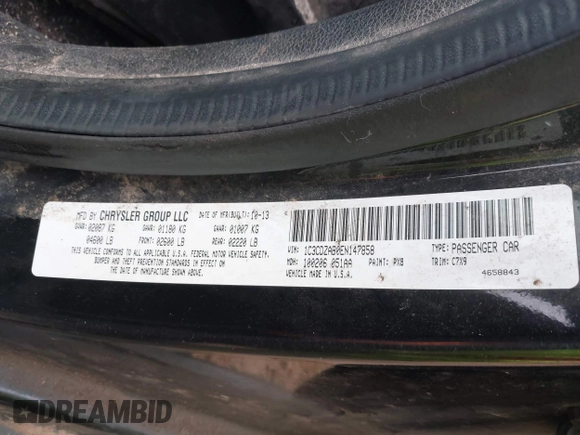 MFD BY CHRYSLER GROUP LLC DATE OF MFR(BUILT): 10-13
GVWR: 02087 KG GAWR: 01180 KG GAWR: 01007 KG
04600 LB FRONT: 02600 LB REAR: 02220 LB
THIS VEHICLE CONFORMS TO ALL APPLICABLE U.S.A. FEDERAL MOTOR VEHICLE SAFETY,
BUMPER AND THEFT PREVENTION STANDARDS IN EFFECT ON
THE DATE OF MANUFACTURE SHOWN ABOVE.
VIN: 1C3CDZAB0EN147858 TYPE: PASSENGER CAR
MDH: 100206 051AA PAINT: PX8 TRIM: C7X9
MADE IN U.S.A. 4658843
DREAMBID